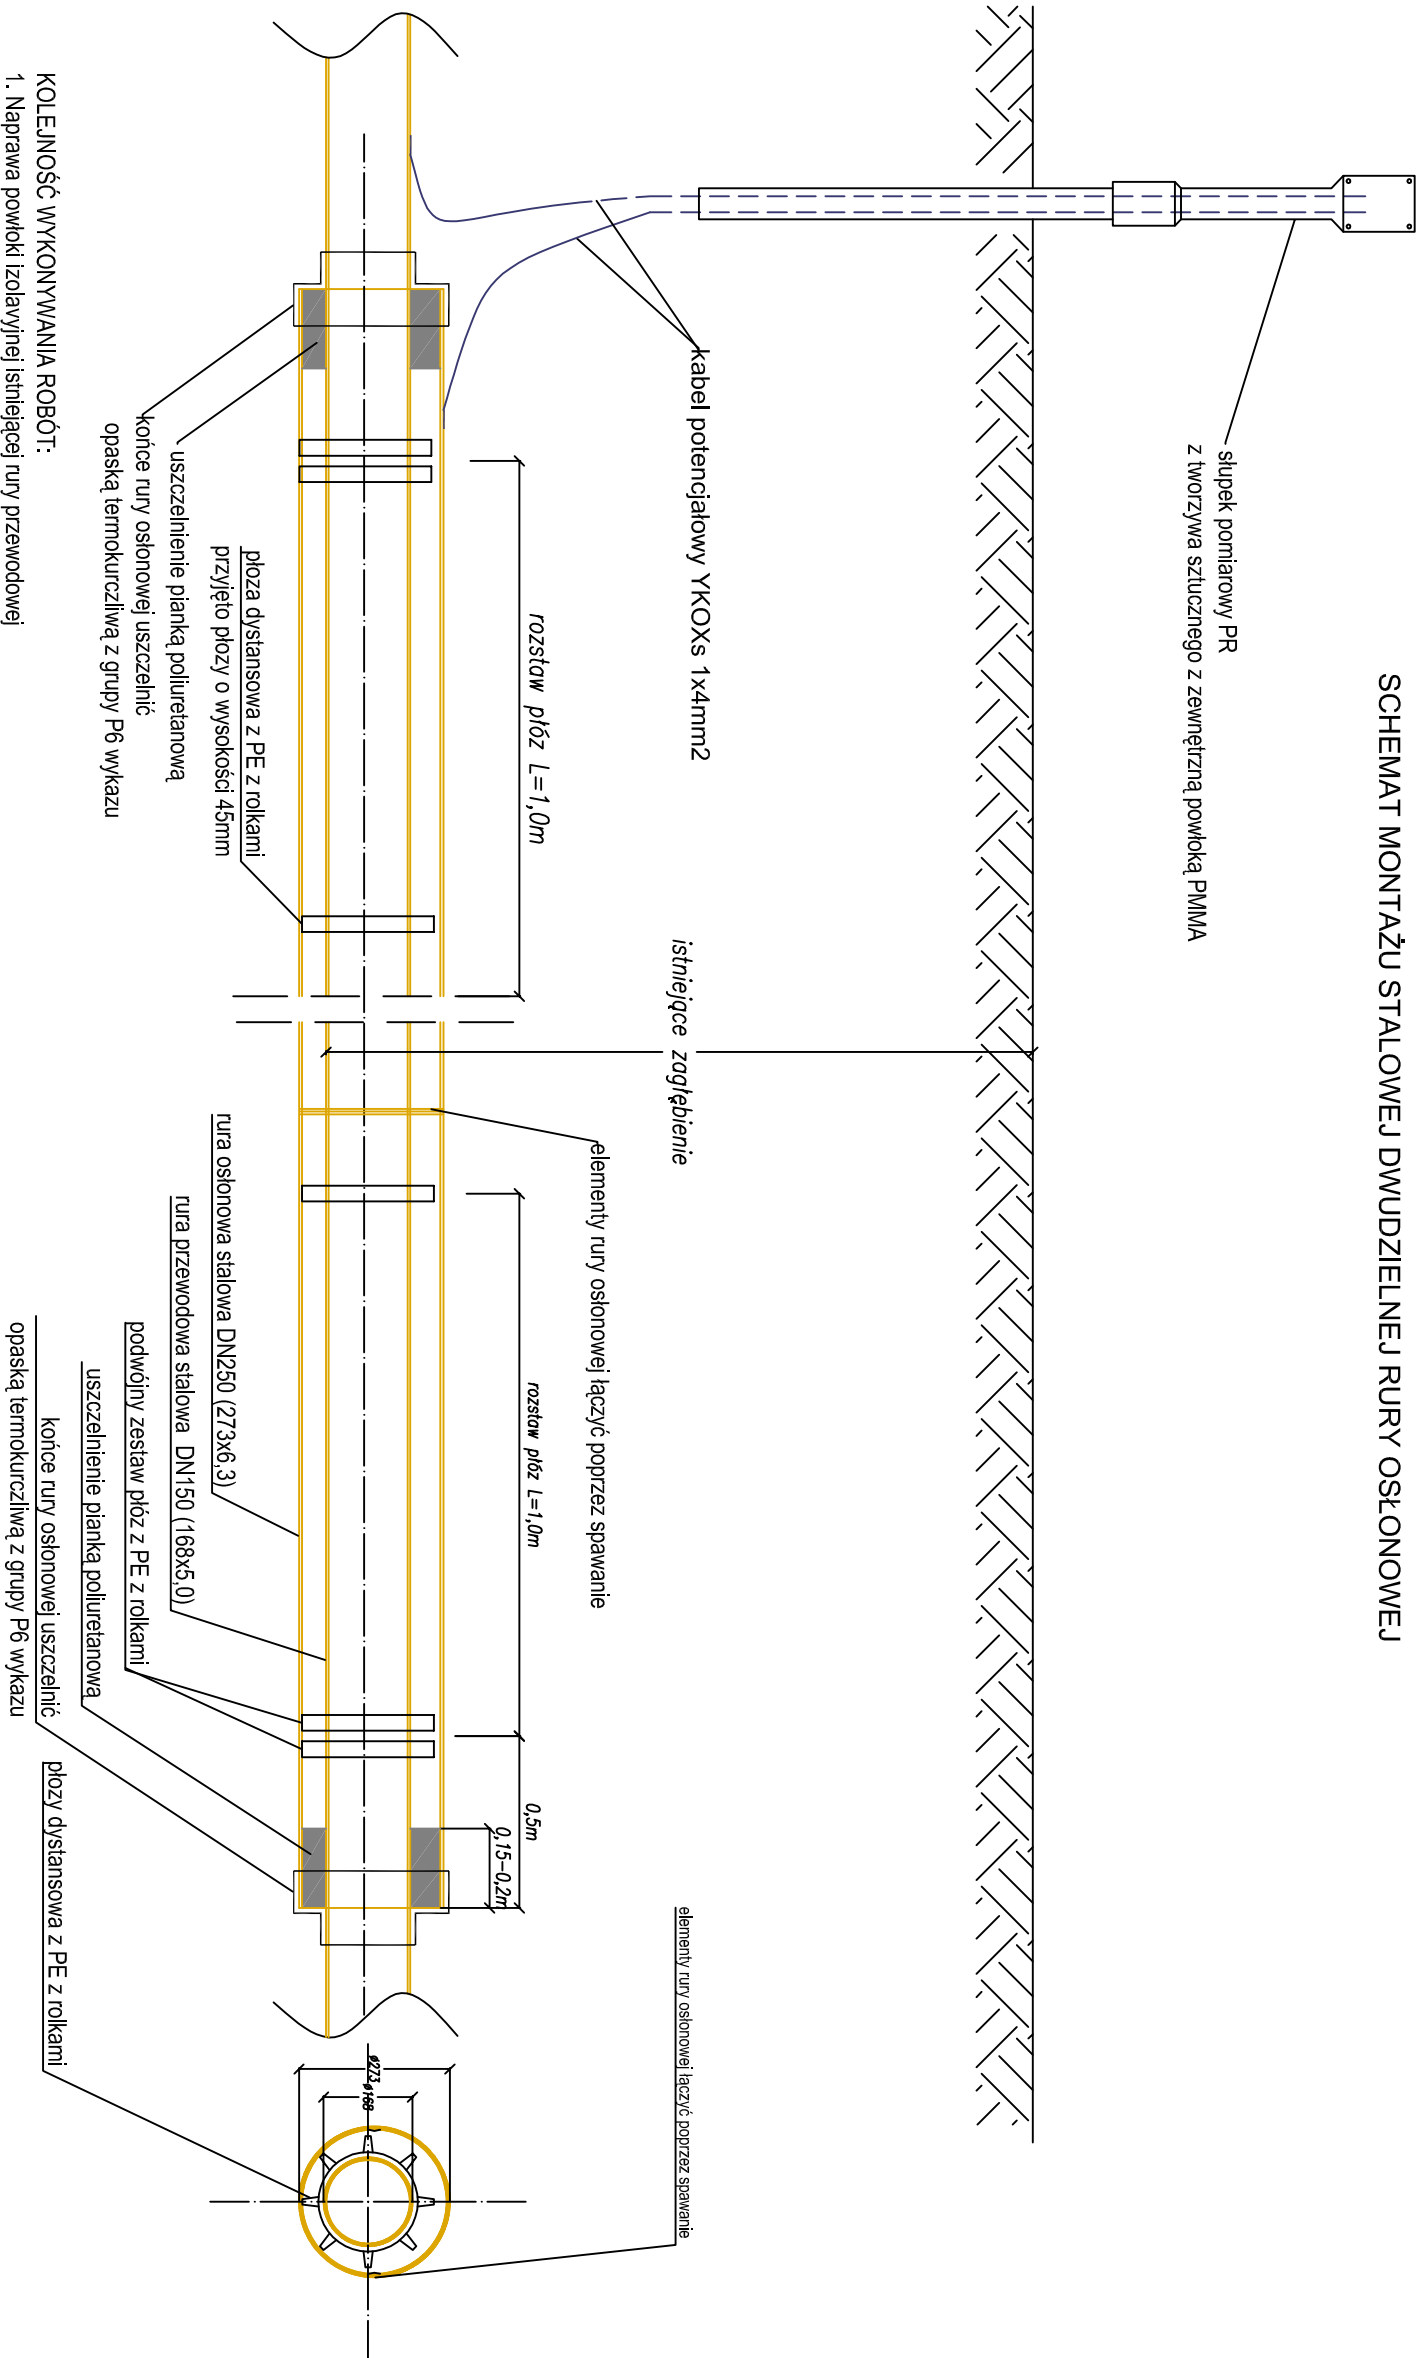 SCHEMAT MONTAŻU STALOWEJ DWUDZIELNEJ RURY OSŁONOWEJ
słupek pomiarowy PR
z tworzywa sztucznego z zewnętrzną powłoką PMMA
kabel potencjałowy YKOXs 1x4mm2
istniejące zagłębienie
elementy rury osłonowej łaczyć poprzez spawanie
elementy rury osłonowej łączyć poprzez spawanie
rozstaw płóz L=1,0m
rozstaw płóz L=1,0m
0,5m
0,15-0,2m
ø273
ø168
płoza dystansowa z PE z rolkami
przyjęto płozy o wysokości 45mm
uszczelnienie pianką poliuretanową
końce rury osłonowej uszczelnić
opaską termokurczliwą z grupy P6 wykazu
rura osłonowa stalowa DN250 (273x6,3)
rura przewodowa stalowa DN150 (168x5,0)
podwójny zestaw płóz z PE z rolkami
uszczelnienie pianką poliuretanową
końce rury osłonowej uszczelnić
opaską termokurczliwą z grupy P6 wykazu
płozy dystansowa z PE z rolkami
KOLEJNOŚĆ WYKONYWANIA ROBÓT:
1. Naprawa powłoki izolavyjnej istniejącej rury przewodowej